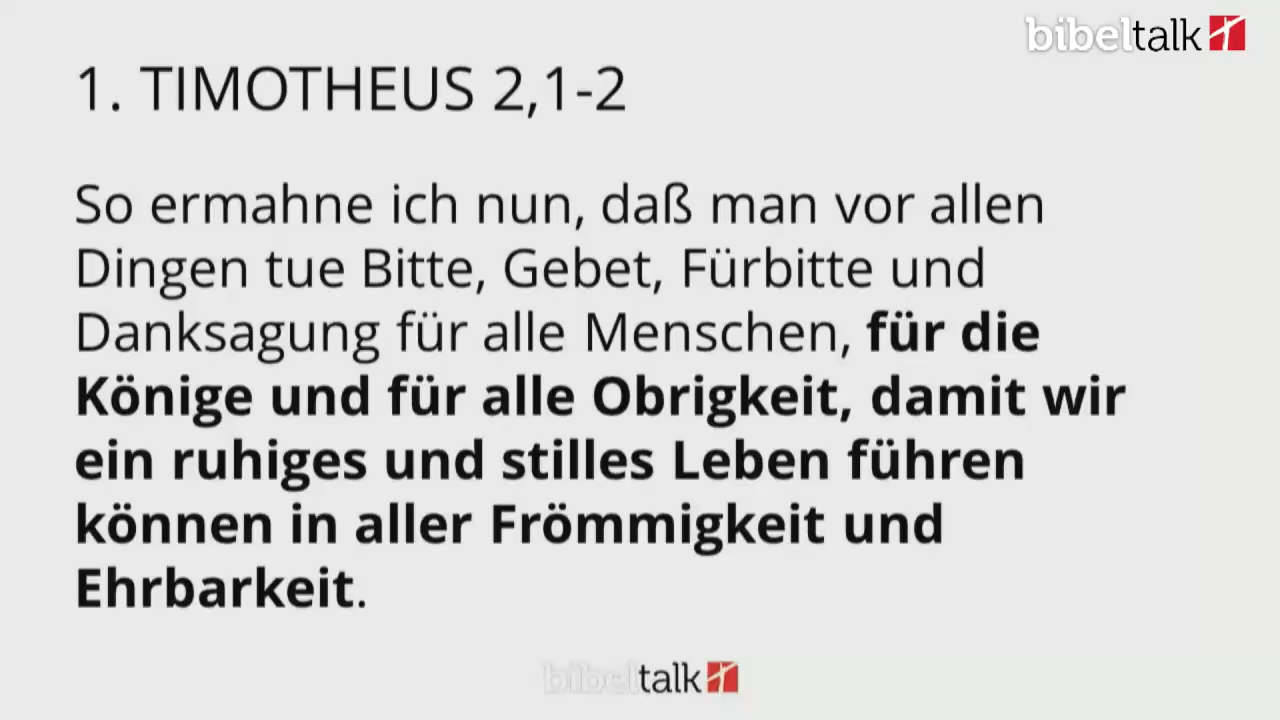 bibeltalk
1. TIMOTHEUS 2,1-2
So ermahne ich nun, daß man vor allen
Dingen tue Bitte, Gebet, Fürbitte und
Danksagung für alle Menschen, für die
Könige und für alle Obrigkeit, damit wir
ein ruhiges und stilles Leben führen
können in aller Frömmigkeit und
Ehrbarkeit.
bibeltalk